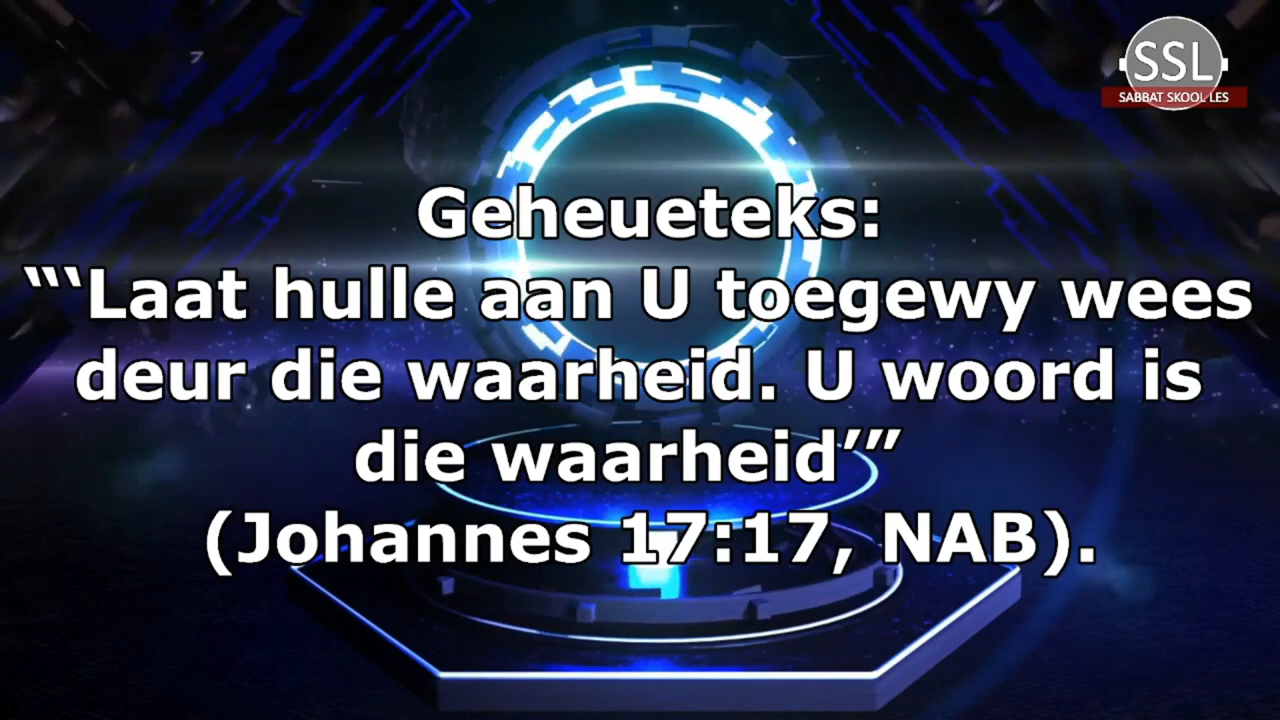 SSL
SABBAT SKOOL LES
Geheueteks:
“‘‘Laat hulle aan U toegewy wees
deur die waarheid. U woord is
die waarheid’”
(Johannes 17:17, NAB).